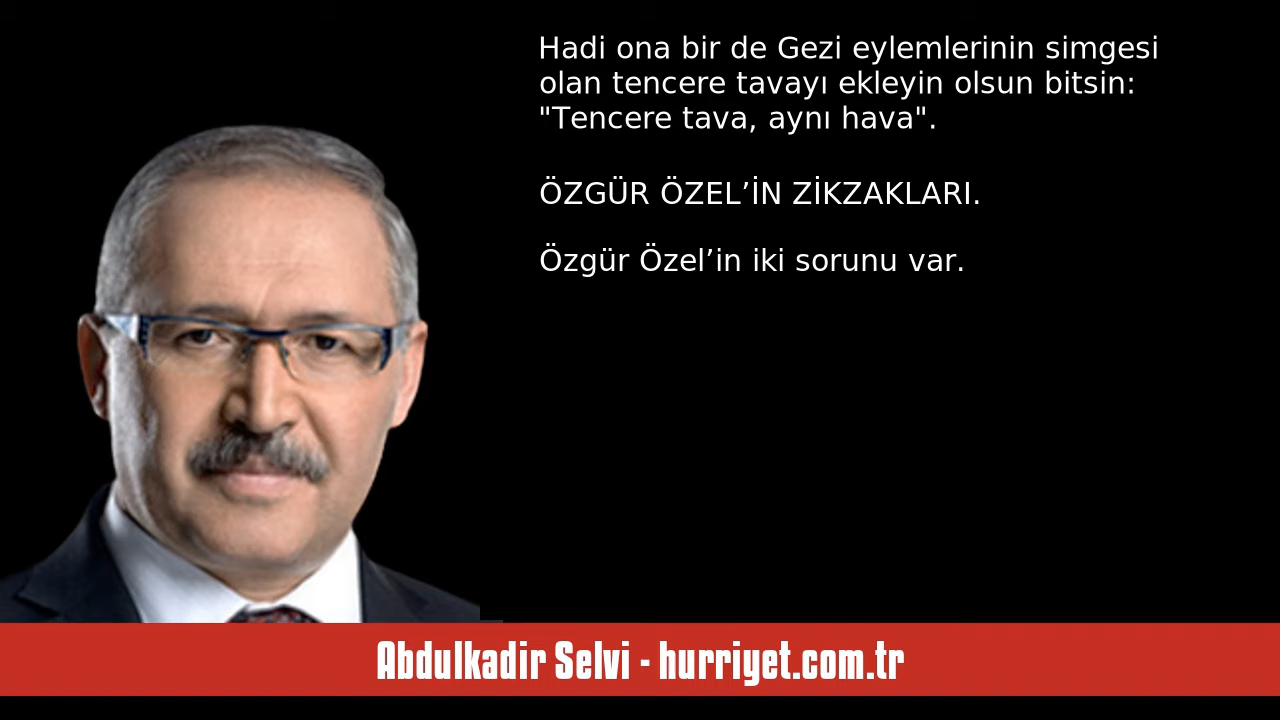 Hadi ona bir de Gezi eylemlerinin simgesi
olan tencere tavayı ekleyin olsun bitsin:
"Tencere tava, aynı hava".
ÖZGÜR ÖZEL’İN ZİKZAKLARI.
Özgür Özel’in iki sorunu var.
Abdulkadir Selvi - hurriyet.com.tr